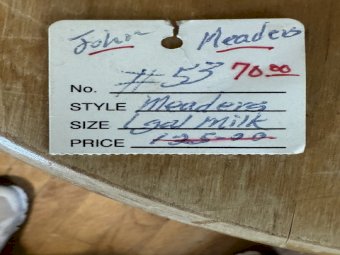 John Meaders
No. #53 70.00
STYLE Meaders
SIZE 1 gal milk
PRICE 125.00